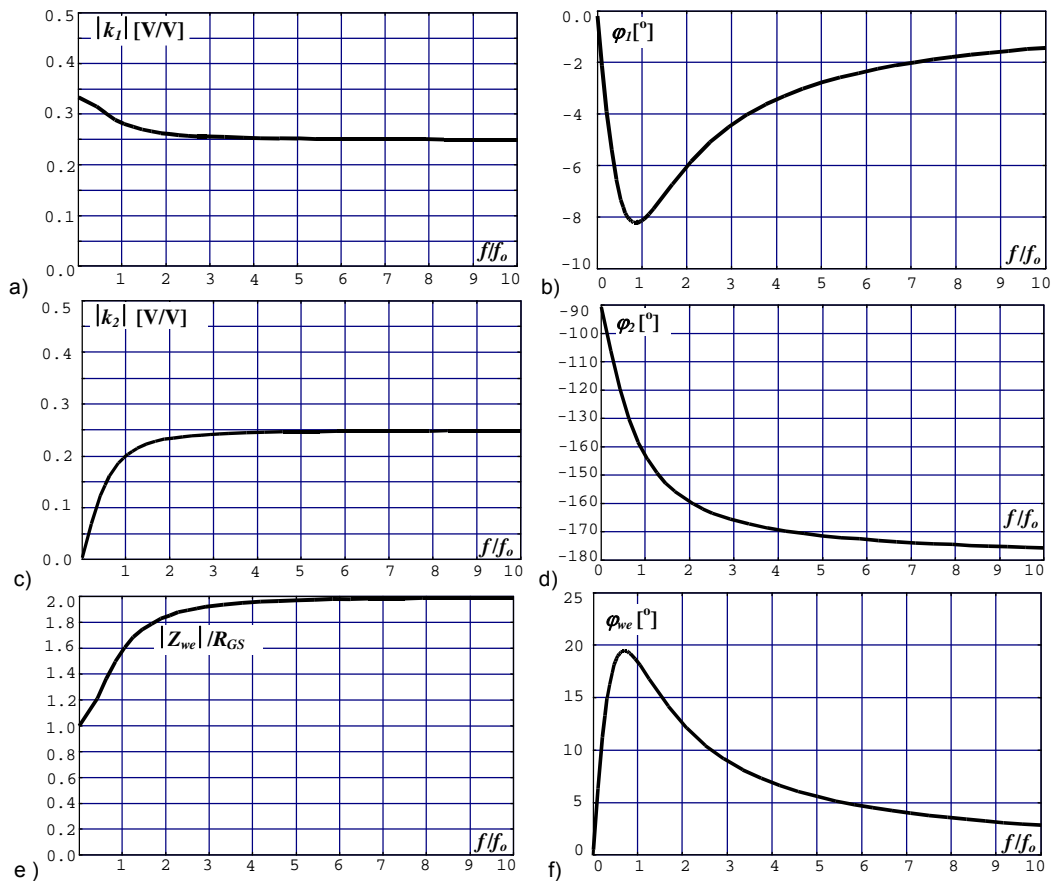 0.5
0.4
0.3
0.2
0.1
0.0
|k1| [V/V]
1 2 3 4 5 6 7 8 9 10
f/fo
a)
0.0
-2
-4
-6
-8
-10
φ1[°]
0 1 2 3 4 5 6 7 8 9 10
f/fo
b)
0.5
0.4
0.3
0.2
0.1
0.0
|k2| [V/V]
1 2 3 4 5 6 7 8 9 10
f/fo
c)
-90
-100
-110
-120
-130
-140
-150
-160
-170
-180
φ2[°]
0 1 2 3 4 5 6 7 8 9 10
f/fo
d)
2.0
1.8
1.6
1.4
1.2
1.0
0.8
0.6
0.4
0.2
0.0
|Zwe| /RGS
1 2 3 4 5 6 7 8 9 10
f/fo
e )
25
20
15
10
5
0
φwe [°]
0 1 2 3 4 5 6 7 8 9 10
f/fo
f)